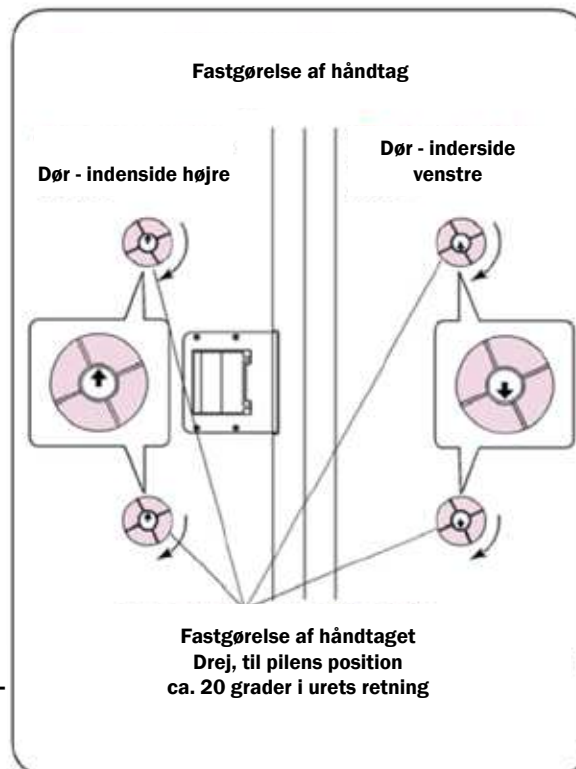 Fastgørelse af håndtag
Dør - indenside højre
Dør - inderside
venstre
Fastgørelse af håndtaget
Drej, til pilens position
ca. 20 grader i urets retning
-